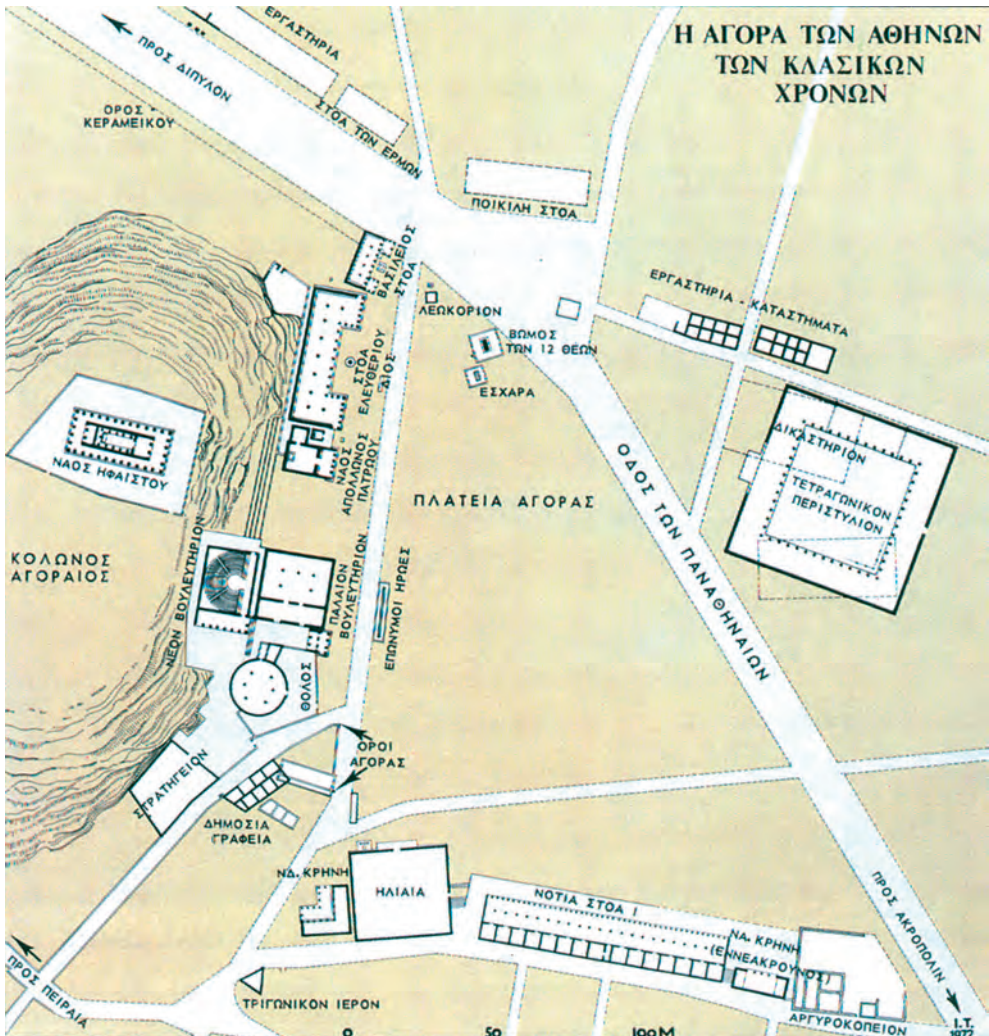 Η ΑΓΟΡΑ ΤΩΝ ΑΘΗΝΩΝ
ΤΩΝ ΚΛΑΣΙΚΩΝ
ΧΡΟΝΩΝ
ΕΡΓΑΣΤΗΡΙΑ
ΠΡΟΣ ΔΙΠΥΛΟΝ
ΟΡΟΣ
ΚΕΡΑΜΕΙΚΟΥ
ΣΤΟΑ ΤΩΝ ΕΡΜΩΝ
ΠΟΙΚΙΛΗ ΣΤΟΑ
ΒΑΣΙΛΕΙΟΣ
ΣΤΟΑ
ΛΕΩΚΟΡΙΟΝ
ΕΡΓΑΣΤΗΡΙΑ - ΚΑΤΑΣΤΗΜΑΤΑ
ΒΩΜΟΣ
ΤΩΝ 12 ΘΕΩΝ
ΕΣΧΑΡΑ
ΣΤΟΑ
ΕΛΕΥΘΕΡΙΟΥ
ΔΙΟΣ
ΝΑΟΣ ΗΦΑΙΣΤΟΥ
ΝΑΟΣ
ΑΠΟΛΛΩΝΟΣ
ΠΑΤΡΩΟΥ
ΔΙΚΑΣΤΗΡΙΟΝ
ΤΕΤΡΑΓΩΝΙΚΟΝ
ΠΕΡΙΣΤΥΛΙΟΝ
ΠΛΑΤΕΙΑ ΑΓΟΡΑΣ
ΟΔΟΣ ΤΩΝ ΠΑΝΑΘΗΝΑΙΩΝ
ΚΟΛΩΝΟΣ
ΑΓΟΡΑΙΟΣ
ΝΕΟΝ ΒΟΥΛΕΥΤΗΡΙΟΝ
ΠΑΛΑΙΟΝ
ΒΟΥΛΕΥΤΗΡΙΟΝ
ΕΠΩΝΥΜΟΙ ΗΡΩΕΣ
ΘΟΛΟΣ
ΟΡΟΙ
ΑΓΟΡΑΣ
ΣΤΡΑΤΗΓΕΙΟΝ
ΔΗΜΟΣΙΑ
ΓΡΑΦΕΙΑ
ΝΔ. ΚΡΗΝΗ
ΗΛΙΑΙΑ
ΝΟΤΙΑ ΣΤΟΑ Ι
ΝΑ. ΚΡΗΝΗ
(ΕΝΝΕΑΚΡΟΥΝΟΣ)
ΠΡΟΣ ΑΚΡΟΠΟΛΙΝ
ΠΡΟΣ ΠΕΙΡΑΙΑ
ΤΡΙΓΩΝΙΚΟΝ ΙΕΡΟΝ
ΑΡΓΥΡΟΚΟΠΕΙΟΝ
Ι.Τ.
1977
0 50 100Μ